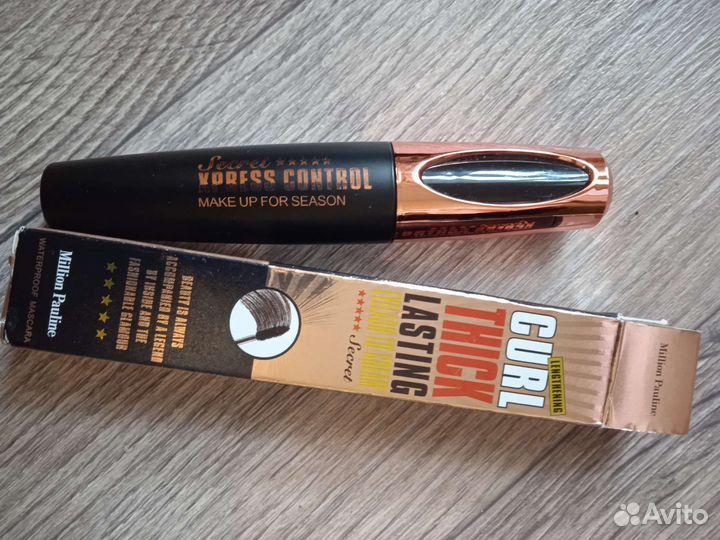 Secret ★★★★★
XPRESS CONTROL
MAKE UP FOR SEASON
Million Pauline
WATERPROOF MASCARA
★★★★★
BEAUTY IS ALWAYS
ACCOMPANIED BY A LEGEND
BY INSIDE AND THE
FASHIONABIT GLAMOUR
CURL
LENGTHENING
THICK
LASTING
★★★★★ Secret
Million Pauline
Avito